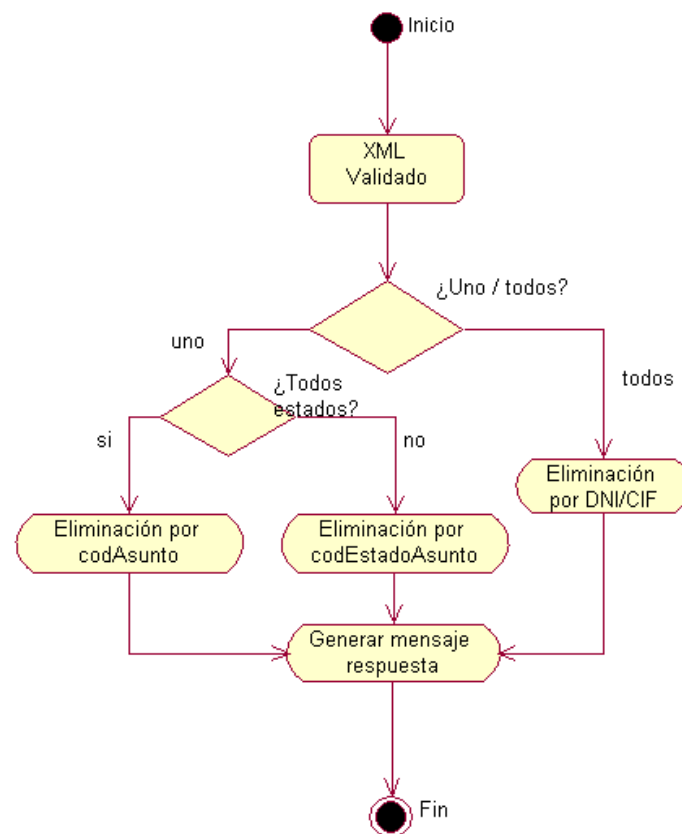 Inicio
XML
Validado
¿Uno / todos?
uno
¿Todos
estados?
todos
si
no
Eliminación
por DNI/CIF
Eliminación por
codAsunto
Eliminación por
codEstadoAsunto
Generar mensaje
respuesta
Fin